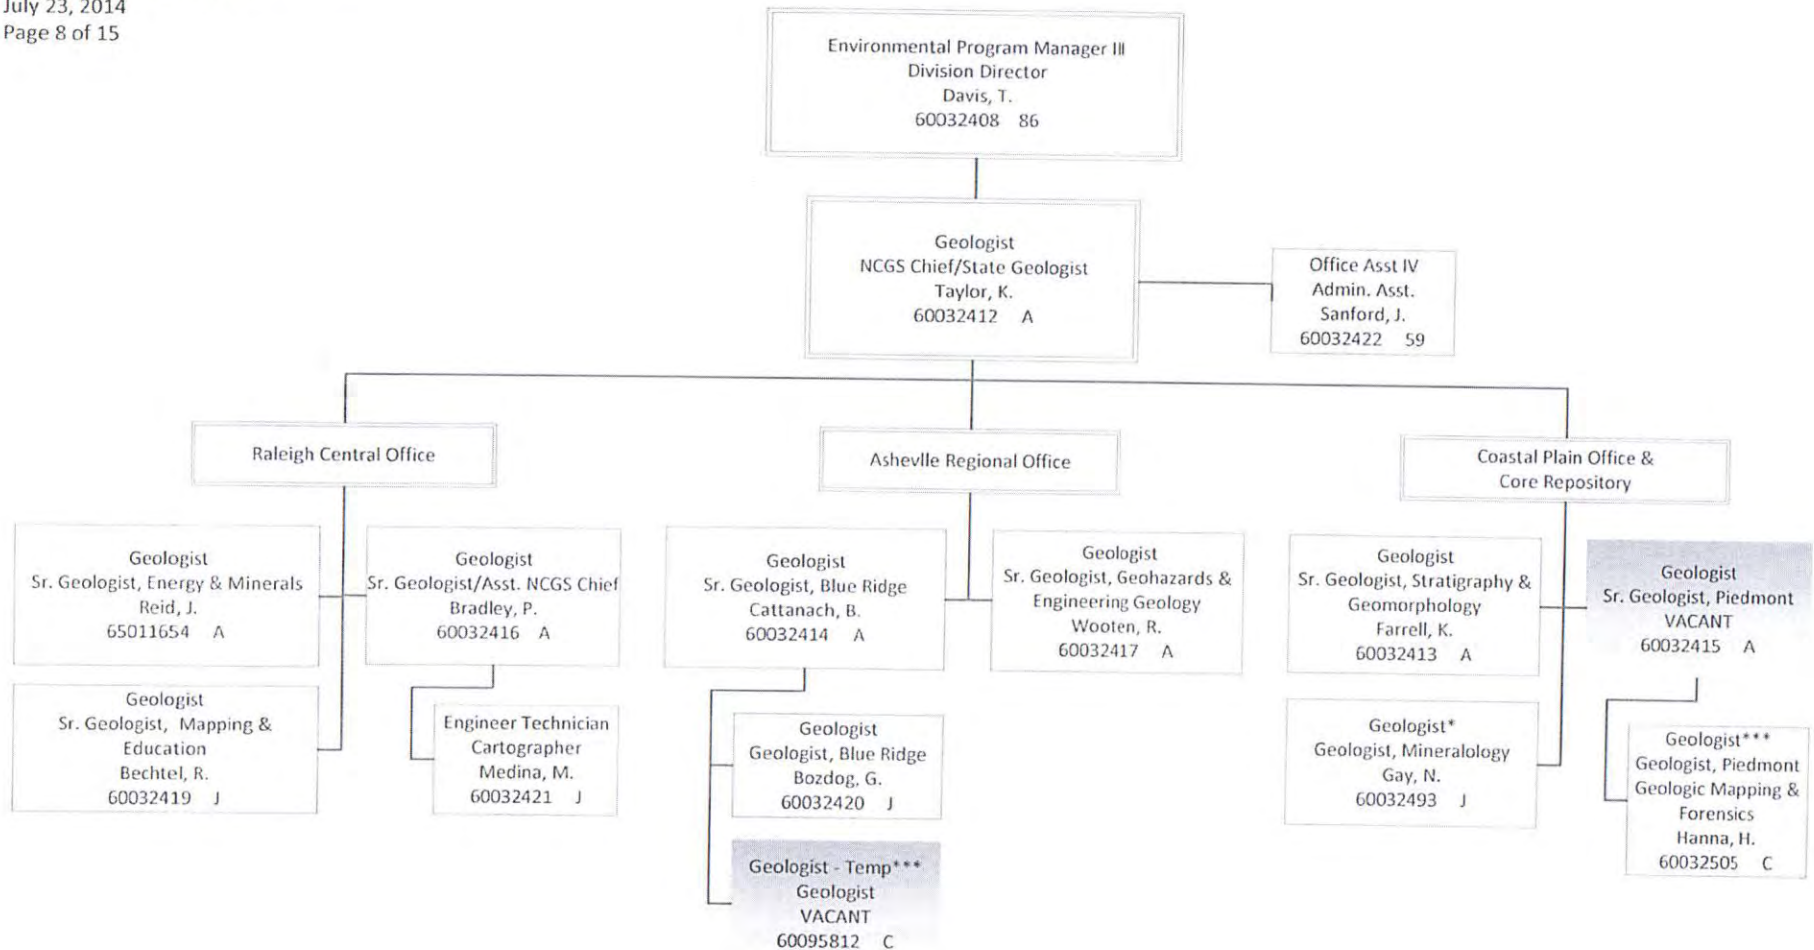 July 23, 2014
Page 8 of 15
Environmental Program Manager III
Division Director
Davis, T.
60032408 86
Geologist
NCGS Chief/State Geologist
Taylor, K.
60032412 A
Office Asst IV
Admin. Asst.
Sanford, J.
60032422 59
Raleigh Central Office
Ashevlle Regional Office
Coastal Plain Office &
Core Repository
Geologist
Sr. Geologist, Energy & Minerals
Reid, J.
65011654 A
Geologist
Sr. Geologist/Asst. NCGS Chief
Bradley, P.
60032416 A
Geologist
Sr. Geologist, Blue Ridge
Cattanach, B.
60032414 A
Geologist
Sr. Geologist, Geohazards &
Engineering Geology
Wooten, R.
60032417 A
Geologist
Sr. Geologist, Stratigraphy &
Geomorphology
Farrell, K.
60032413 A
Geologist
Sr. Geologist, Piedmont
VACANT
60032415 A
Geologist
Sr. Geologist, Mapping &
Education
Bechtel, R.
60032419 J
Engineer Technician
Cartographer
Medina, M.
60032421 J
Geologist
Geologist, Blue Ridge
Bozdog, G.
60032420 J
Geologist*
Geologist, Mineralology
Gay, N.
60032493 J
Geologist***
Geologist, Piedmont
Geologic Mapping &
Forensics
Hanna, H.
60032505 C
Geologist - Temp***
Geologist
VACANT
60095812 C